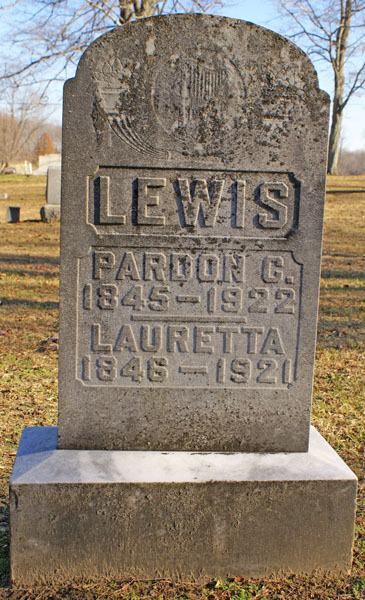 LEWIS
PARDON C.
1845-1922
LAURETTA
1846-1921